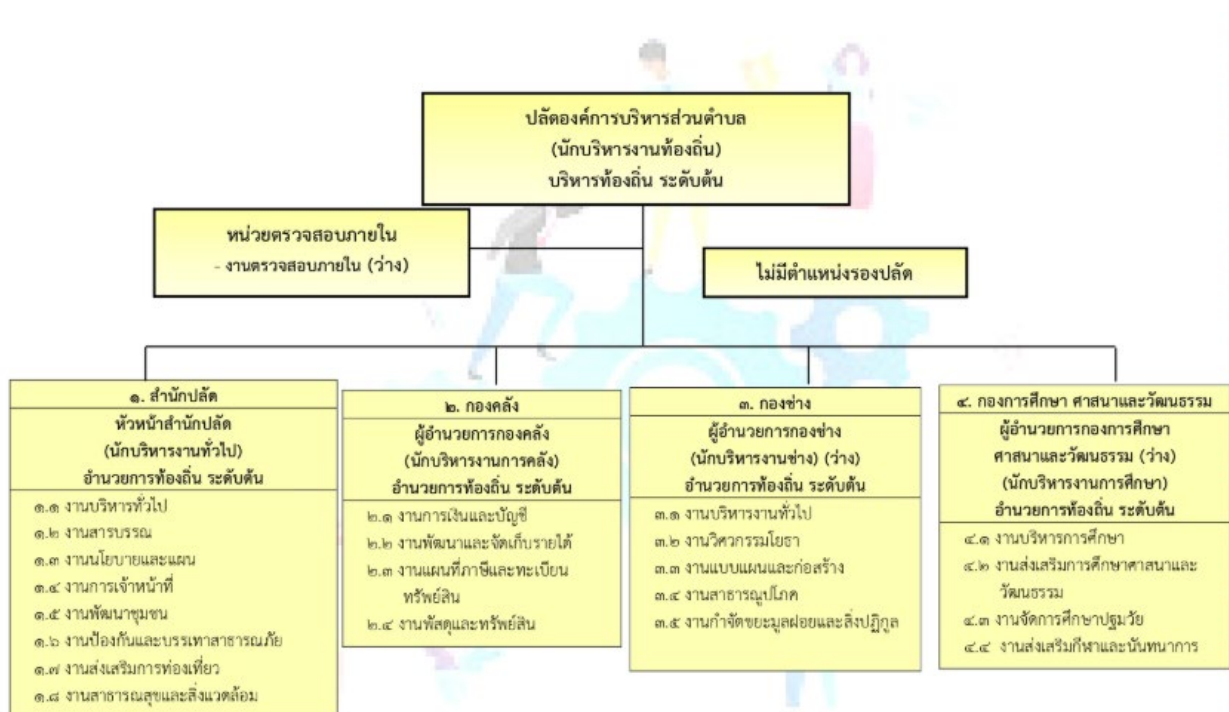 ปลัดองค์การบริหารส่วนตำบล
(นักบริหารงานท้องถิ่น)
บริหารท้องถิ่น ระดับต้น
หน่วยตรวจสอบภายใน
- งานตรวจสอบภายใน (ว่าง)
ไม่มีตำแหน่งรองปลัด
๑. สำนักปลัด
หัวหน้าสำนักปลัด
(นักบริหารงานทั่วไป)
อำนวยการท้องถิ่น ระดับต้น
๑.๑ งานบริหารทั่วไป
๑.๒ งานสารบรรณ
๑.๓ งานนโยบายและแผน
๑.๔ งานการเจ้าหน้าที่
๑.๕ งานพัฒนาชุมชน
๑.๖ งานป้องกันและบรรเทาสาธารณภัย
๑.๗ งานส่งเสริมการท่องเที่ยว
๑.๘ งานสาธารณสุขและสิ่งแวดล้อม
๒. กองคลัง
ผู้อำนวยการกองคลัง
(นักบริหารงานการคลัง)
อำนวยการท้องถิ่น ระดับต้น
๒.๑ งานการเงินและบัญชี
๒.๒ งานพัฒนาและจัดเก็บรายได้
๒.๓ งานแผนที่ภาษีและทะเบียน
ทรัพย์สิน
๒.๔ งานพัสดุและทรัพย์สิน
๓. กองช่าง
ผู้อำนวยการกองช่าง
(นักบริหารงานช่าง) (ว่าง)
อำนวยการท้องถิ่น ระดับต้น
๓.๑ งานบริหารงานทั่วไป
๓.๒ งานวิศวกรรมโยธา
๓.๓ งานแบบแผนและก่อสร้าง
๓.๔ งานสาธารณูปโภค
๓.๕ งานกำจัดขยะมูลฝอยและสิ่งปฏิกูล
๔. กองการศึกษา ศาสนาและวัฒนธรรม
ผู้อำนวยการกองการศึกษา
ศาสนาและวัฒนธรรม (ว่าง)
(นักบริหารงานการศึกษา)
อำนวยการท้องถิ่น ระดับต้น
๔.๑ งานบริหารการศึกษา
๔.๒ งานส่งเสริมการศึกษาศาสนาและ
วัฒนธรรม
๔.๓ งานจัดการศึกษาปฐมวัย
๔.๔ งานส่งเสริมกีฬาและนันทนาการ